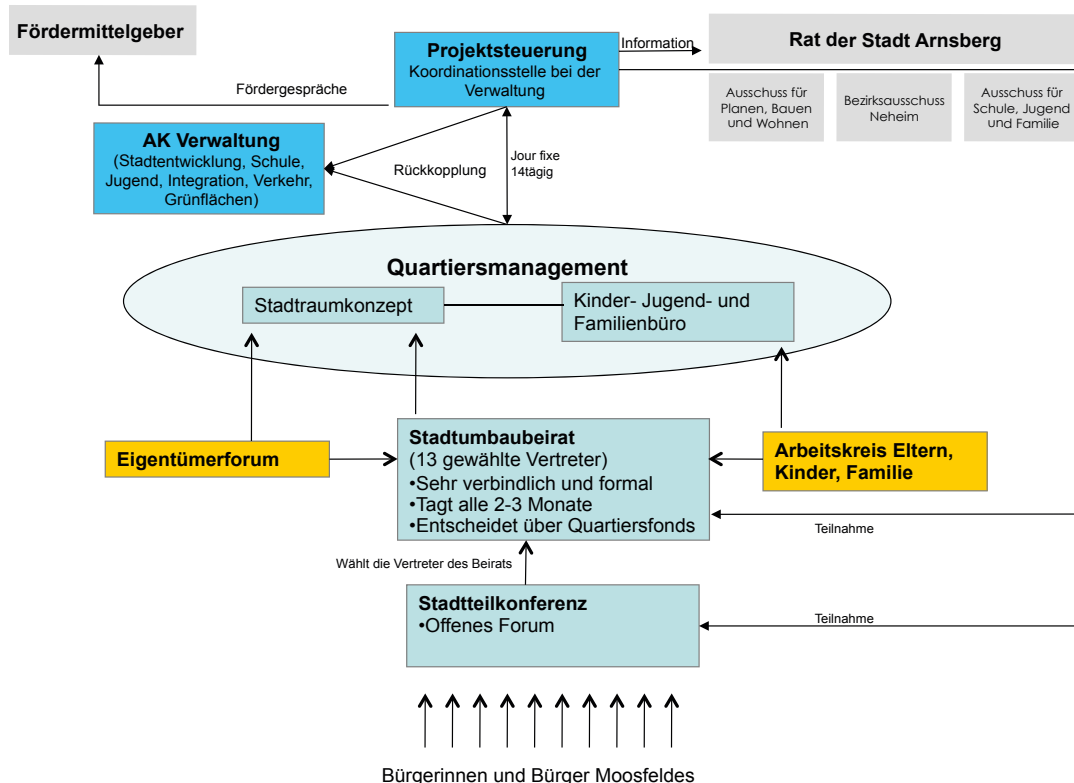 Fördermittelgeber
Projektsteuerung
Koordinationsstelle bei der
Verwaltung
Information
Rat der Stadt Arnsberg
Ausschuss für
Planen, Bauen
und Wohnen
Bezirksausschuss
Neheim
Ausschuss für
Schule, Jugend
und Familie
Fördergespräche
AK Verwaltung
(Stadtentwicklung, Schule,
Jugend, Integration, Verkehr,
Grünflächen)
Rückkopplung
Jour fixe
14tägig
Quartiersmanagement
Stadtraumkonzept
Kinder- Jugend- und
Familienbüro
Eigentümerforum
Stadtumbaubeirat
(13 gewählte Vertreter)
•Sehr verbindlich und formal
•Tagt alle 2-3 Monate
•Entscheidet über Quartiersfonds
Arbeitskreis Eltern,
Kinder, Familie
Teilnahme
Wählt die Vertreter des Beirats
Stadtteilkonferenz
•Offenes Forum
Teilnahme
Bürgerinnen und Bürger Moosfeldes